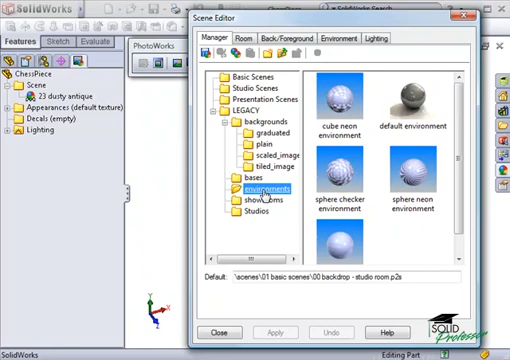 SolidWorks
SolidWorks Search
Features
Sketch
Evaluate
PhotoWorks
ChessPiece
Scene
23 dusty antique
Appearances (default texture)
Decals (empty)
Lighting
Scene Editor
Manager
Room
Back/Foreground
Environment
Lighting
Basic Scenes
Studio Scenes
Presentation Scenes
LEGACY
backgrounds
graduated
plain
scaled_image
tiled_image
bases
environments
Studios
cube neon
environment
default environment
sphere checker
environment
sphere neon
environment
Default:
\scenes\01 basic scenes\00 backdrop - studio room.p2s
Close
Apply
Undo
Help
SOLID
Professor
SolidWorks
Editing Part